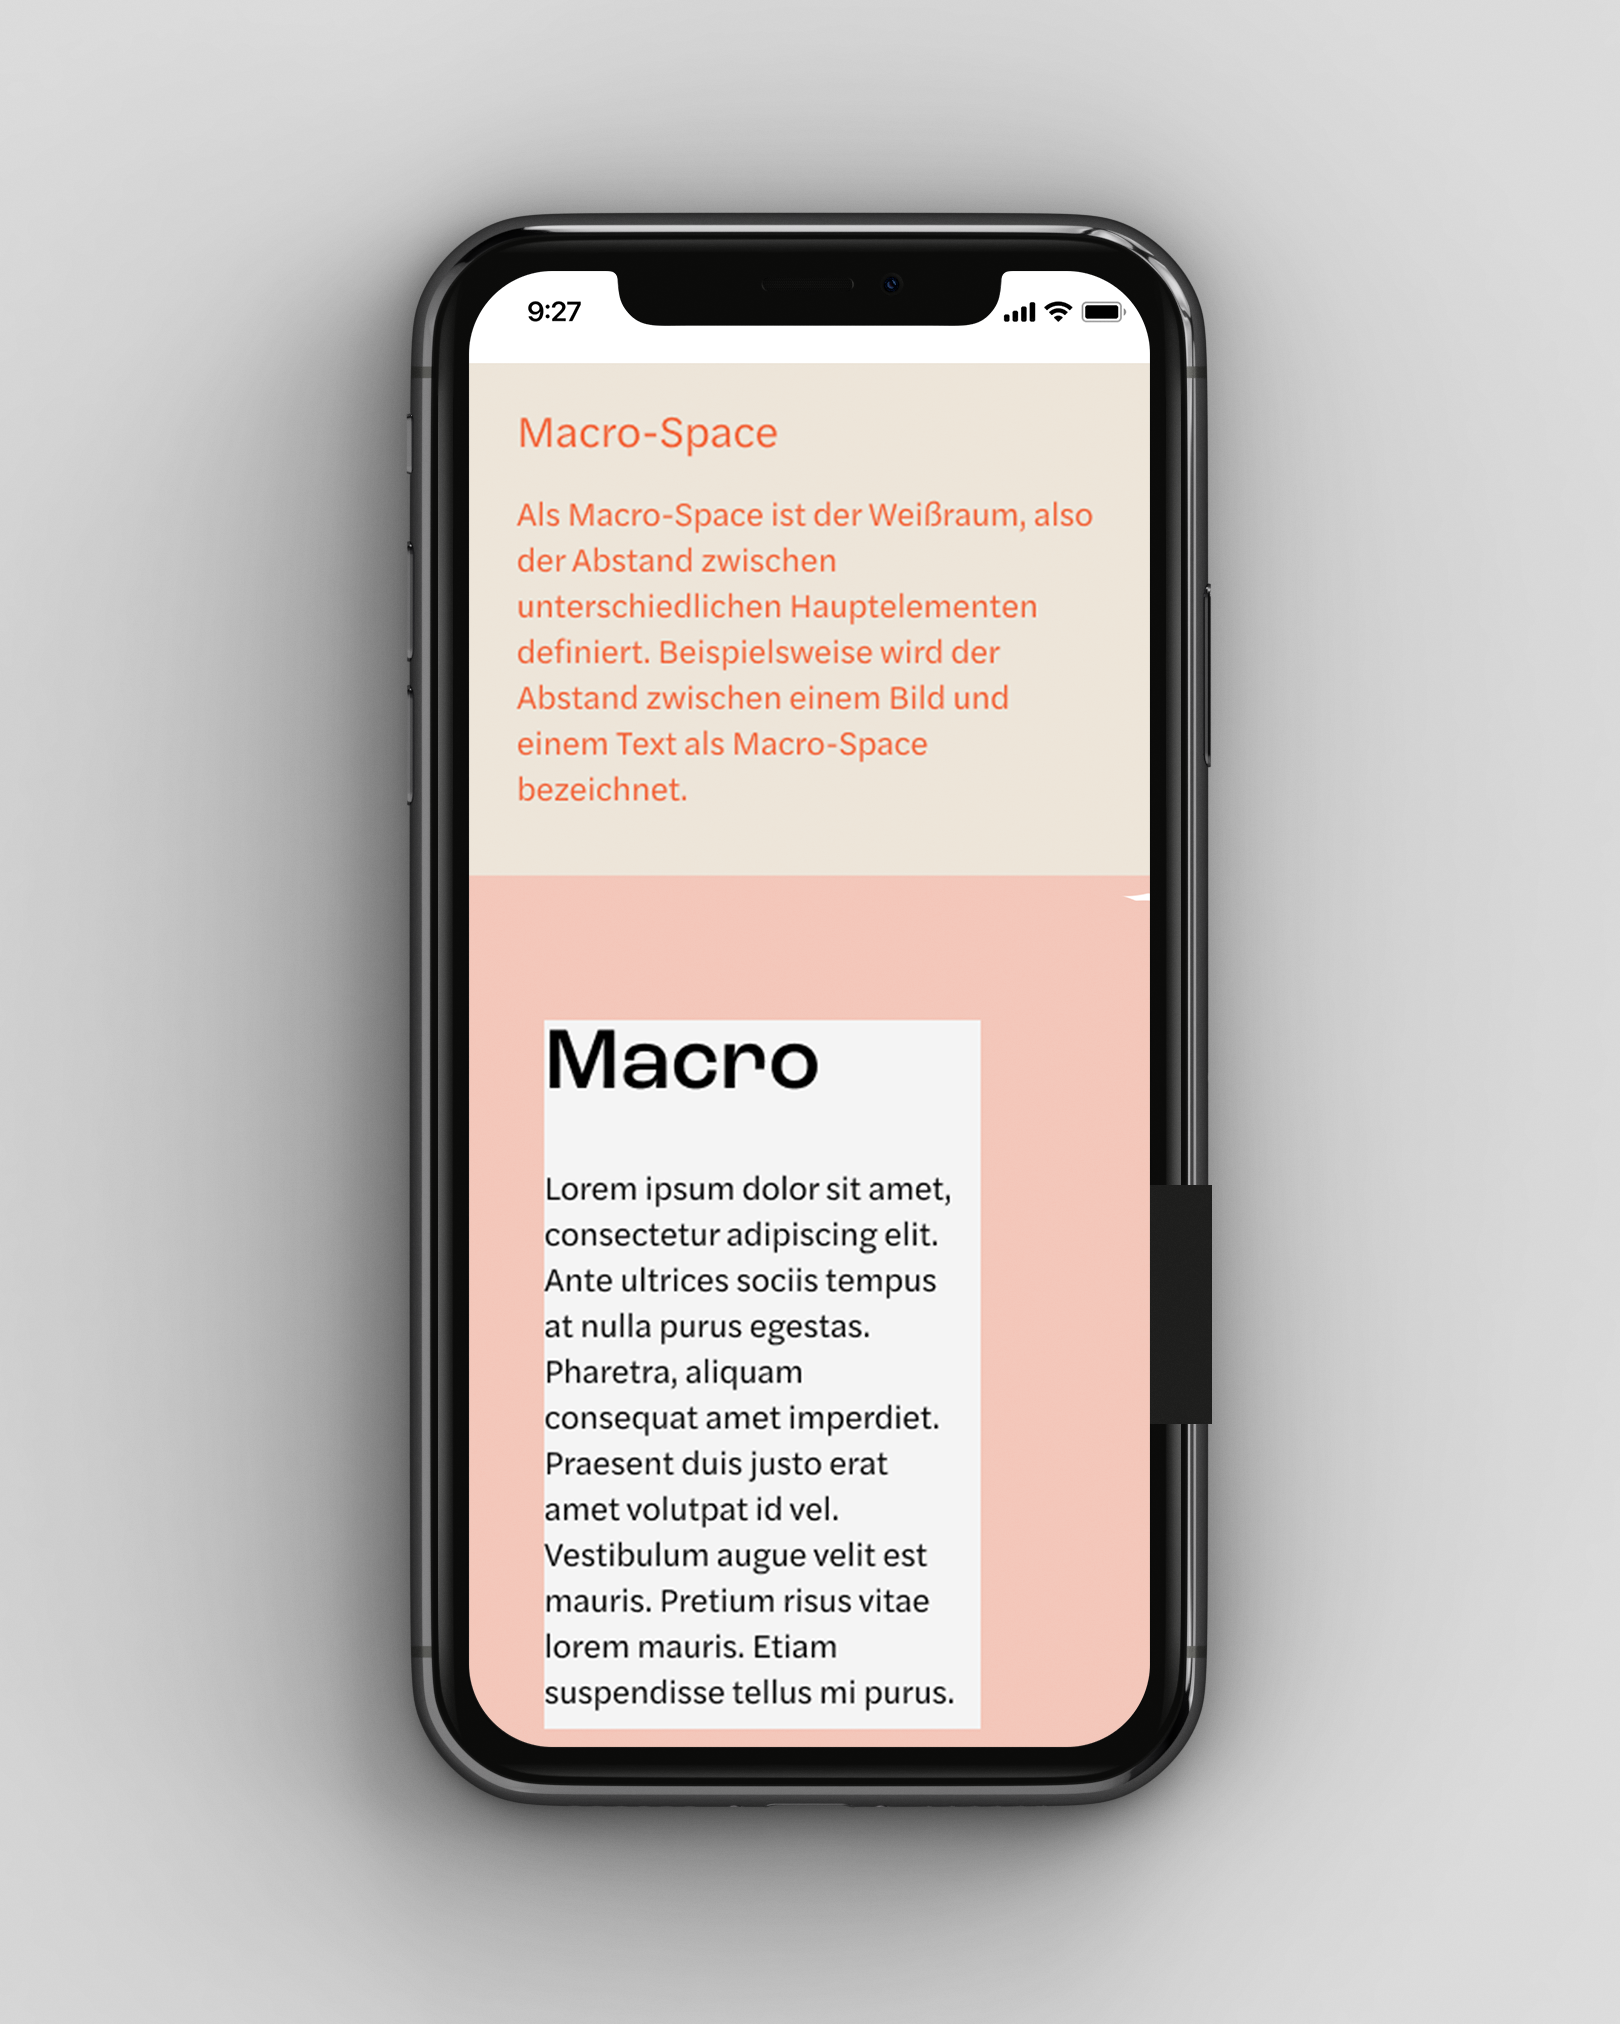 9:27
Macro-Space
Als Macro-Space ist der Weißraum, also
der Abstand zwischen
unterschiedlichen Hauptelementen
definiert. Beispielsweise wird der
Abstand zwischen einem Bild und
einem Text als Macro-Space
bezeichnet.
Macro
Lorem ipsum dolor sit amet,
consectetur adipiscing elit.
Ante ultrices sociis tempus
at nulla purus egestas.
Pharetra, aliquam
consequat amet imperdiet.
Praesent duis justo erat
amet volutpat id vel.
Vestibulum augue velit est
mauris. Pretium risus vitae
lorem mauris. Etiam
suspendisse tellus mi purus.